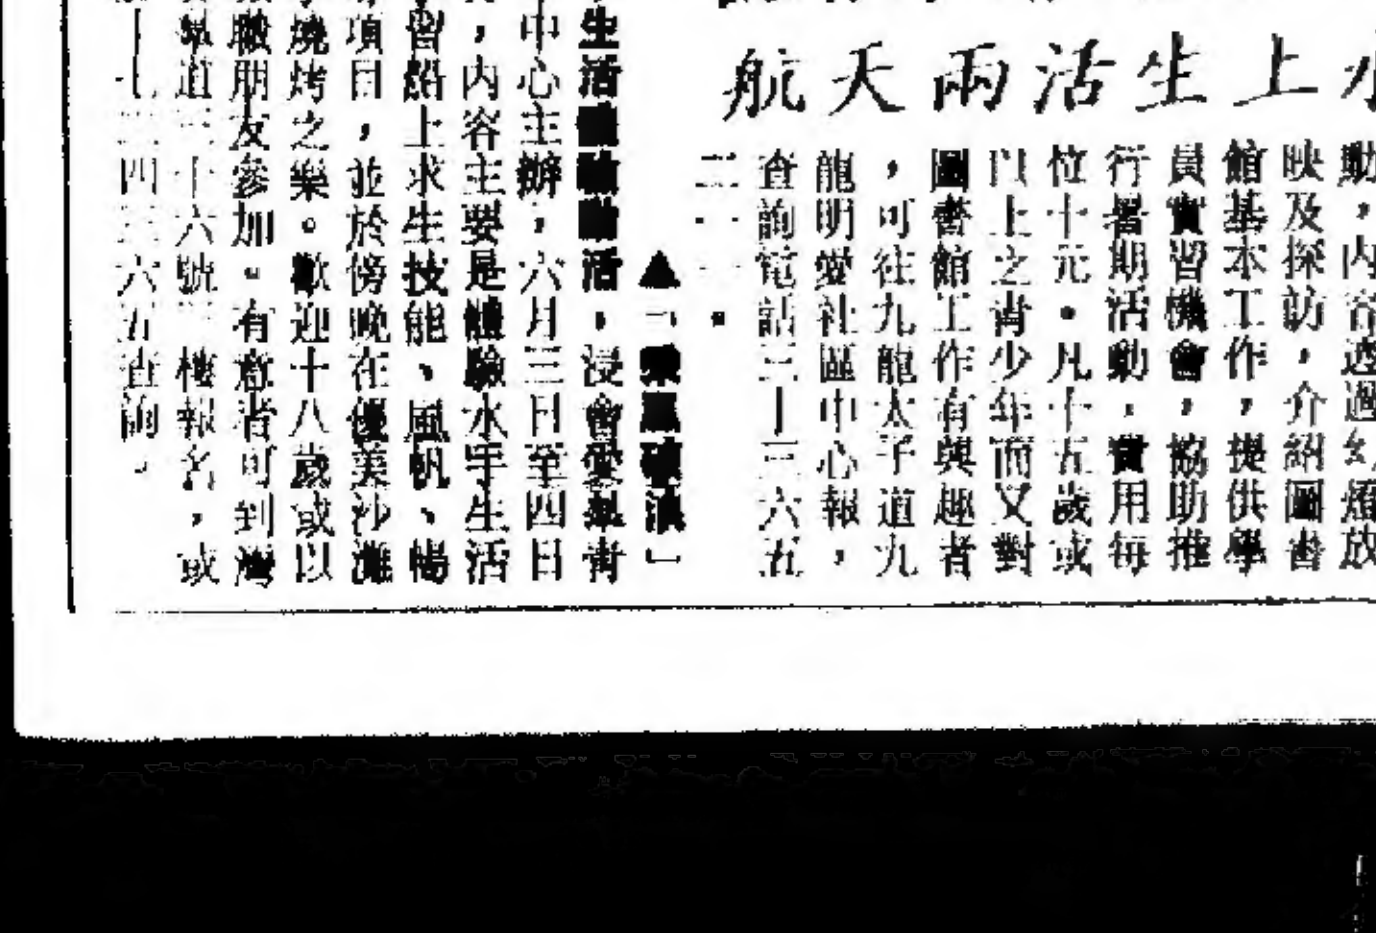 航天兩活生上水
動,內容透過幻燈放
映及探訪,介紹圖書
館基本工作,提供學
員實習機會,協助推
行暑期活動,費用每
位十元。凡十五歲或
以上之青少年而又對
圖書館工作有興趣者
,可往九龍太子道九
龍明愛社區中心報,
查詢電話三—三六五
▲「乘風破浪」
生活體驗動活,浸會愛羣青
中心主辦,六月三日至四日
,內容主要是體驗水手生活
習船上求生技能、風帆、暢
項目,並於傍晚在優美沙灘
燒烤之樂。歡迎十八歲或以
職朋友參加。有意者可到灣
道三十六號三樓報名,或
四三六五查詢。